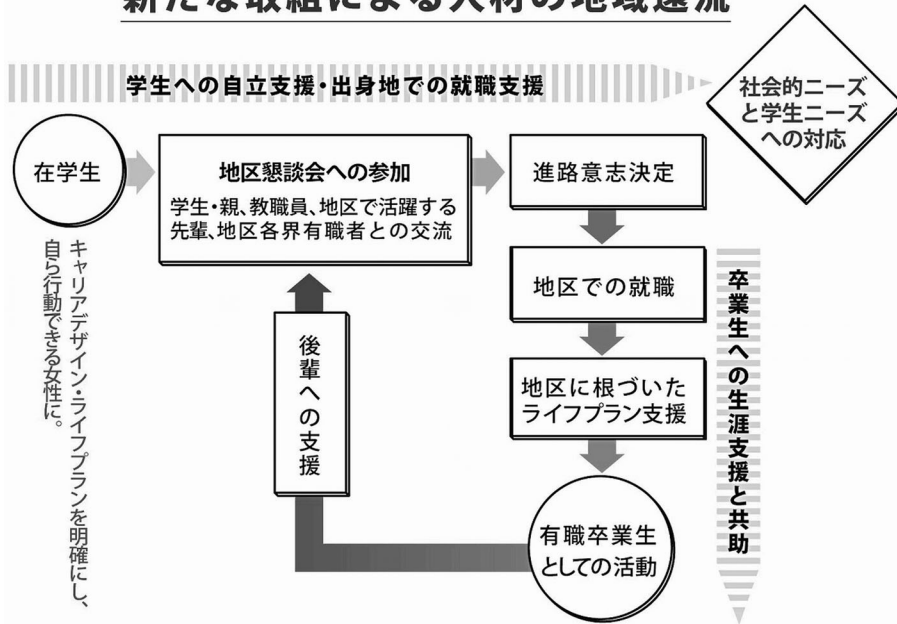 新たな取組による人材の地域還流
学生への自立支援・出身地での就職支援
社会的ニーズ
と学生ニーズ
への対応
在学生
地区懇談会への参加
学生・親、教職員、地区で活躍する
先輩、地区各界有職者との交流
進路意志決定
キャリアデザイン・ライフプランを明確にし、
自ら行動できる女性に。
地区での就職
後輩への支援
地区に根づいた
ライフプラン支援
卒業生への生涯支援と共助
有職卒業生
としての活動